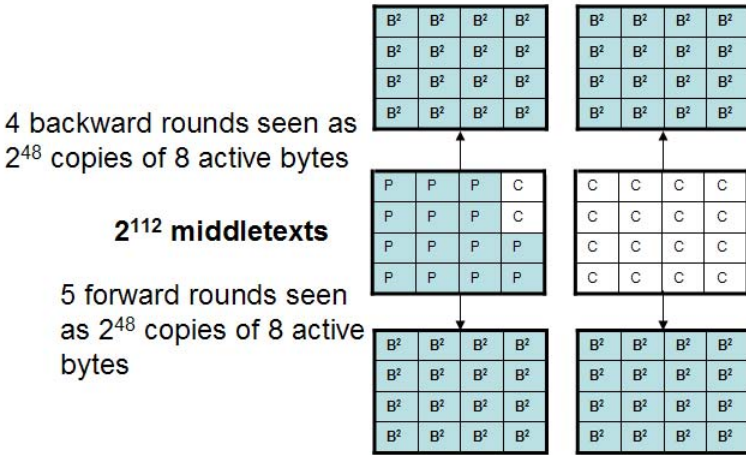 B² B² B² B² B² B² B² B²
B² B² B² B² B² B² B² B²
B² B² B² B² B² B² B² B²
B² B² B² B² B² B² B² B²
4 backward rounds seen as
2⁴⁸ copies of 8 active bytes
P P P C C C C C
P P P C C C C C
P P P P C C C C
P P P P C C C C
2¹¹² middletexts
5 forward rounds seen
as 2⁴⁸ copies of 8 active
bytes
B² B² B² B² B² B² B² B²
B² B² B² B² B² B² B² B²
B² B² B² B² B² B² B² B²
B² B² B² B² B² B² B² B²